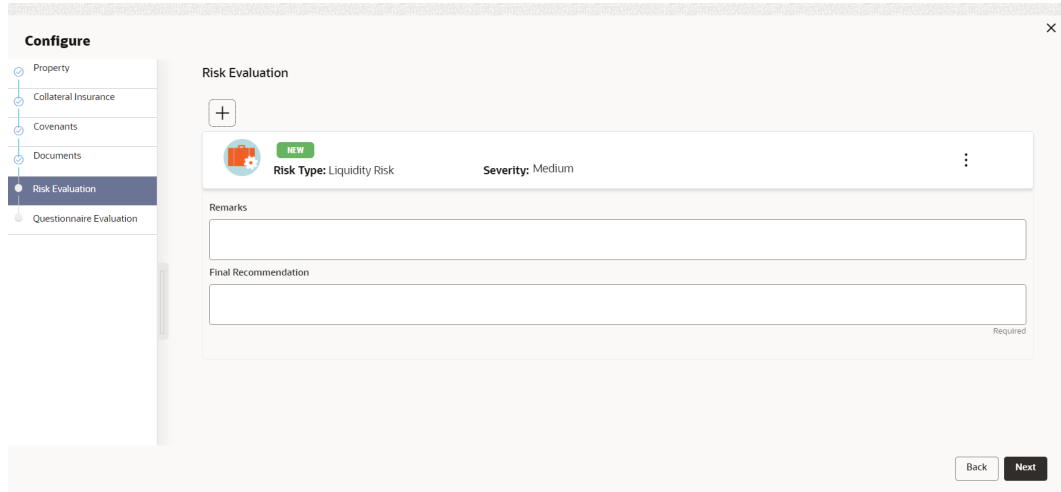 Configure
Property
Collateral Insurance
Covenants
Documents
Risk Evaluation
Questionnaire Evaluation
Risk Evaluation
NEW
Risk Type: Liquidity Risk Severity: Medium
Remarks
Final Recommendation
Required
Back Next